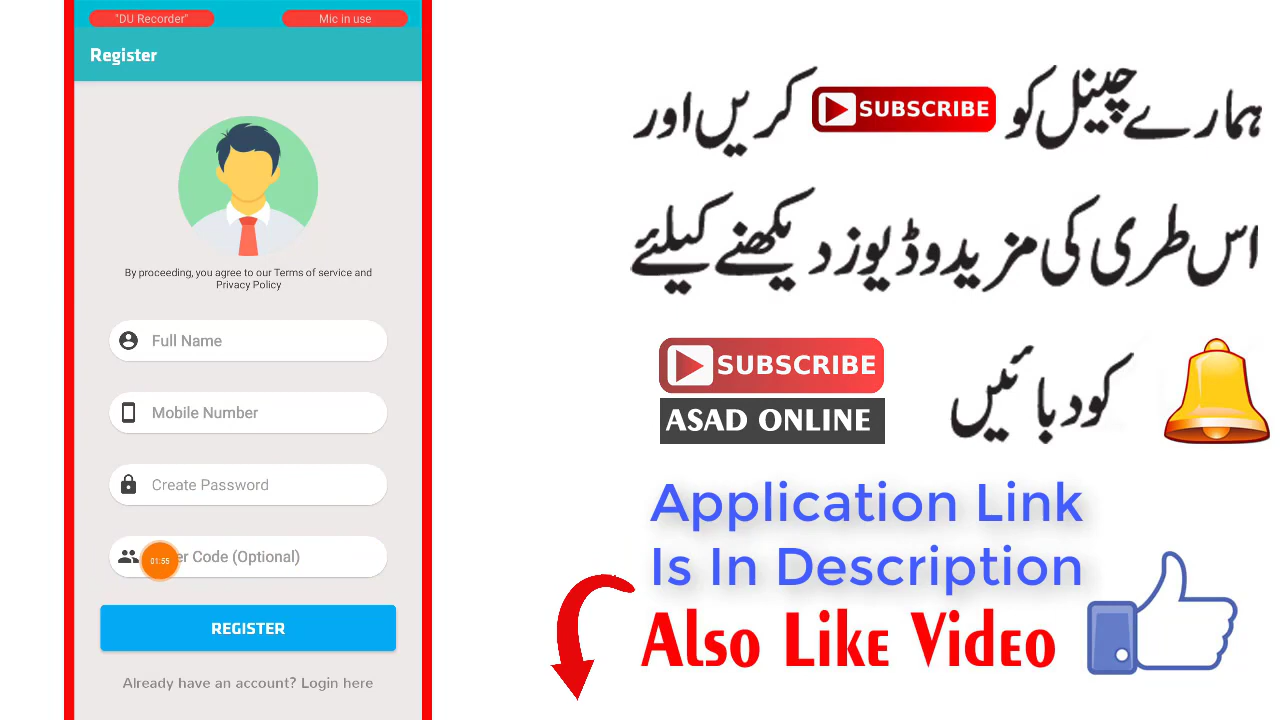 "DU Recorder" Mic in use
Register
By proceeding, you agree to our Terms of service and
Privacy Policy
Full Name
Mobile Number
Create Password
01:55
er Code (Optional)
REGISTER
Already have an account? Login here
ہمارے چینل کو SUBSCRIBE کریں اور
اس طری کی مزید وڈیوز دیکھنے کیلئے
SUBSCRIBE
ASAD ONLINE
کو دبائیں
Application Link
Is In Description
Also Like Video